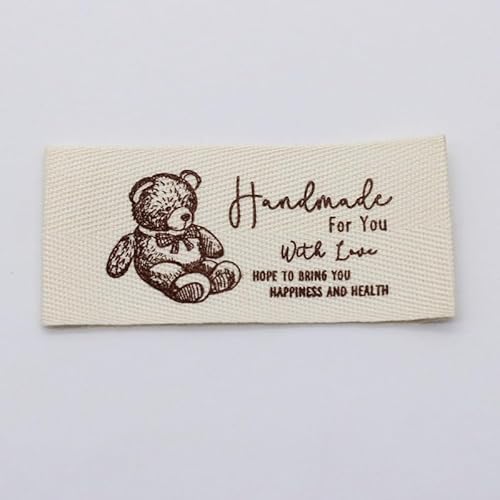 Handmade
For You
With Love
HOPE TO BRING YOU
HAPPINESS AND HEALTH